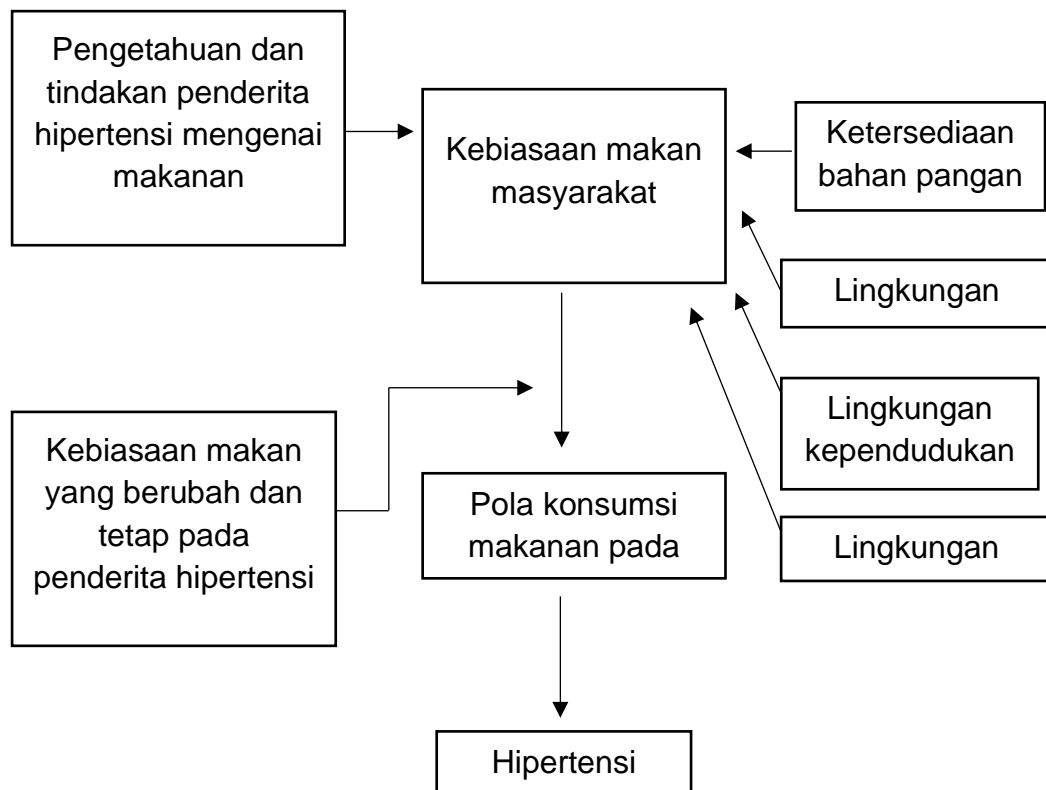 Pengetahuan dan
tindakan penderita
hipertensi mengenai
makanan
Kebiasaan makan
masyarakat
Ketersediaan
bahan pangan
Lingkungan
Lingkungan
kependudukan
Lingkungan
Kebiasaan makan
yang berubah dan
tetap pada
penderita hipertensi
Pola konsumsi
makanan pada
Hipertensi